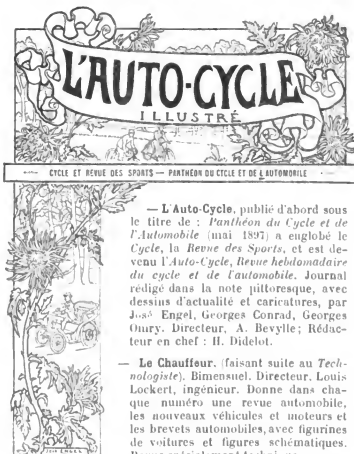 L'AUTO-CYCLE
ILLUSTRÉ
CYCLE ET REVUE DES SPORTS — PANTHÉON DU CYCLE ET DE L'AUTOMOBILE
— L'Auto-Cycle, publié d'abord sous
le titre de : Panthéon du Cycle et de
l'Automobile (mai 1897) a englobé le
Cycle, la Revue des Sports, et est de-
venu l'Auto-Cycle, Revue hebdomadaire
du cycle et de l'automobile. Journal
rédigé dans la note pittoresque, avec
dessins d'actualité et caricatures, par
José Engel, Georges Conrad, Georges
Omry. Directeur, A. Bevylle; Rédac-
teur en chef : H. Didelot.
— Le Chauffeur. (faisant suite au Tech-
nologiste). Bimensuel. Directeur, Louis
Lockert, ingénieur. Donne dans cha-
que numéro une revue automobile,
les nouveaux véhicules et moteurs et
les brevets automobiles, avec figurines
de voitures et figures schématiques.
JOSE ENGEL